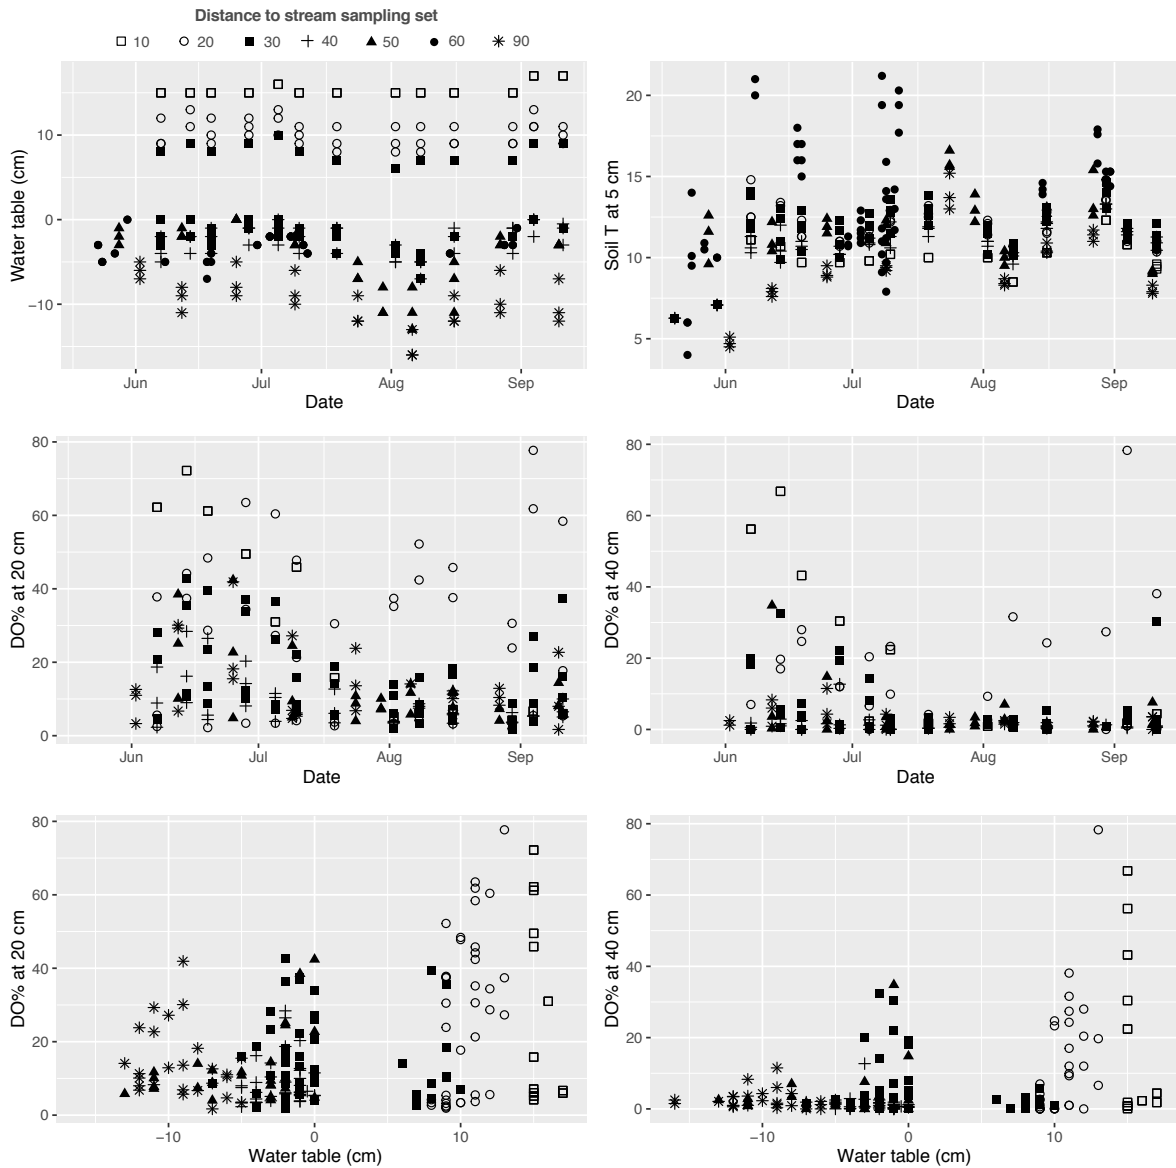 Distance to stream sampling set
10 20 30 40 50 60 90
Water table (cm)
10
0
−10
Jun Jul Aug Sep
Date
Soil T at 5 cm
20
15
10
5
Jun Jul Aug Sep
Date
DO% at 20 cm
80
60
40
20
0
Jun Jul Aug Sep
Date
DO% at 40 cm
80
60
40
20
0
Jun Jul Aug Sep
Date
DO% at 20 cm
80
60
40
20
0
−10 0 10
Water table (cm)
DO% at 40 cm
80
60
40
20
0
−10 0 10
Water table (cm)